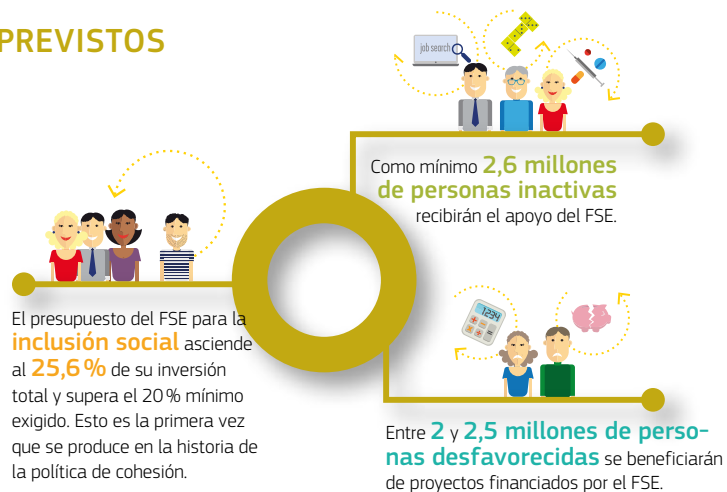 PREVISTOS
job search
Como mínimo 2,6 millones
de personas inactivas
recibirán el apoyo del FSE.
El presupuesto del FSE para la
inclusión social asciende
al 25,6 % de su inversión
total y supera el 20 % mínimo
exigido. Esto es la primera vez
que se produce en la historia de
la política de cohesión.
1234
Entre 2 y 2,5 millones de perso-
nas desfavorecidas se beneficiarán
de proyectos financiados por el FSE.